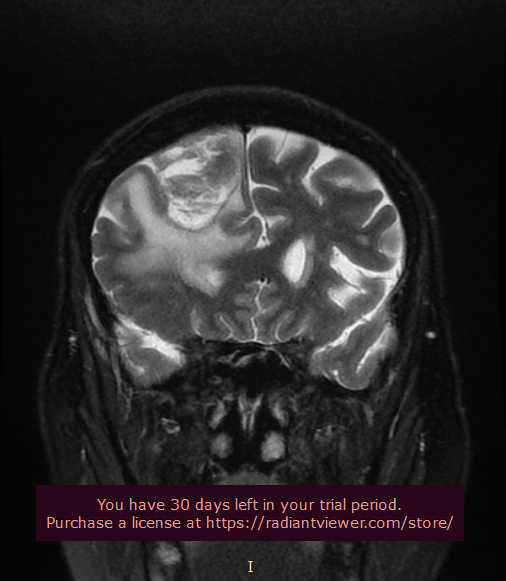 You have 30 days left in your trial period.
Purchase a license at https://radiantviewer.com/store/
I